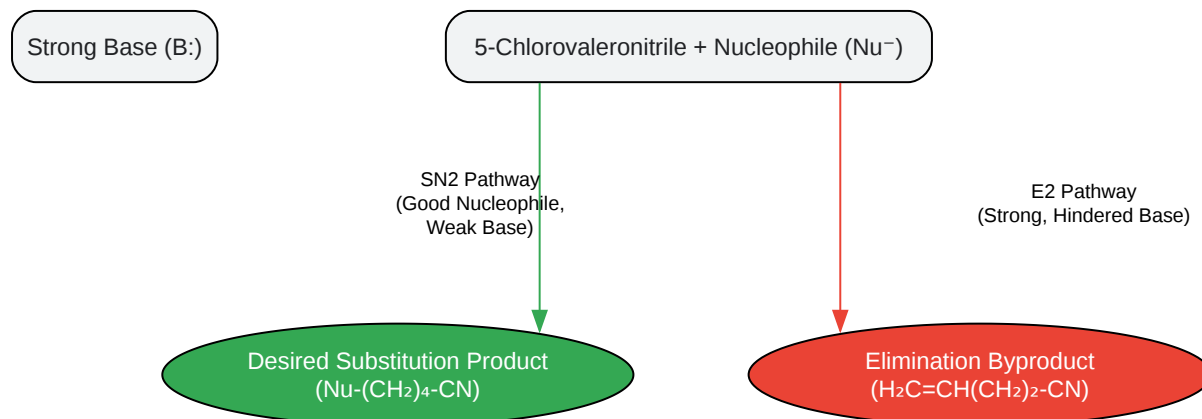 Strong Base (B:)
5-Chlorovaleronitrile + Nucleophile (Nu⁻)
SN2 Pathway
(Good Nucleophile,
Weak Base)
E2 Pathway
(Strong, Hindered Base)
Desired Substitution Product
(Nu-(CH₂)₄-CN)
Elimination Byproduct
(H₂C=CH(CH₂)₂-CN)